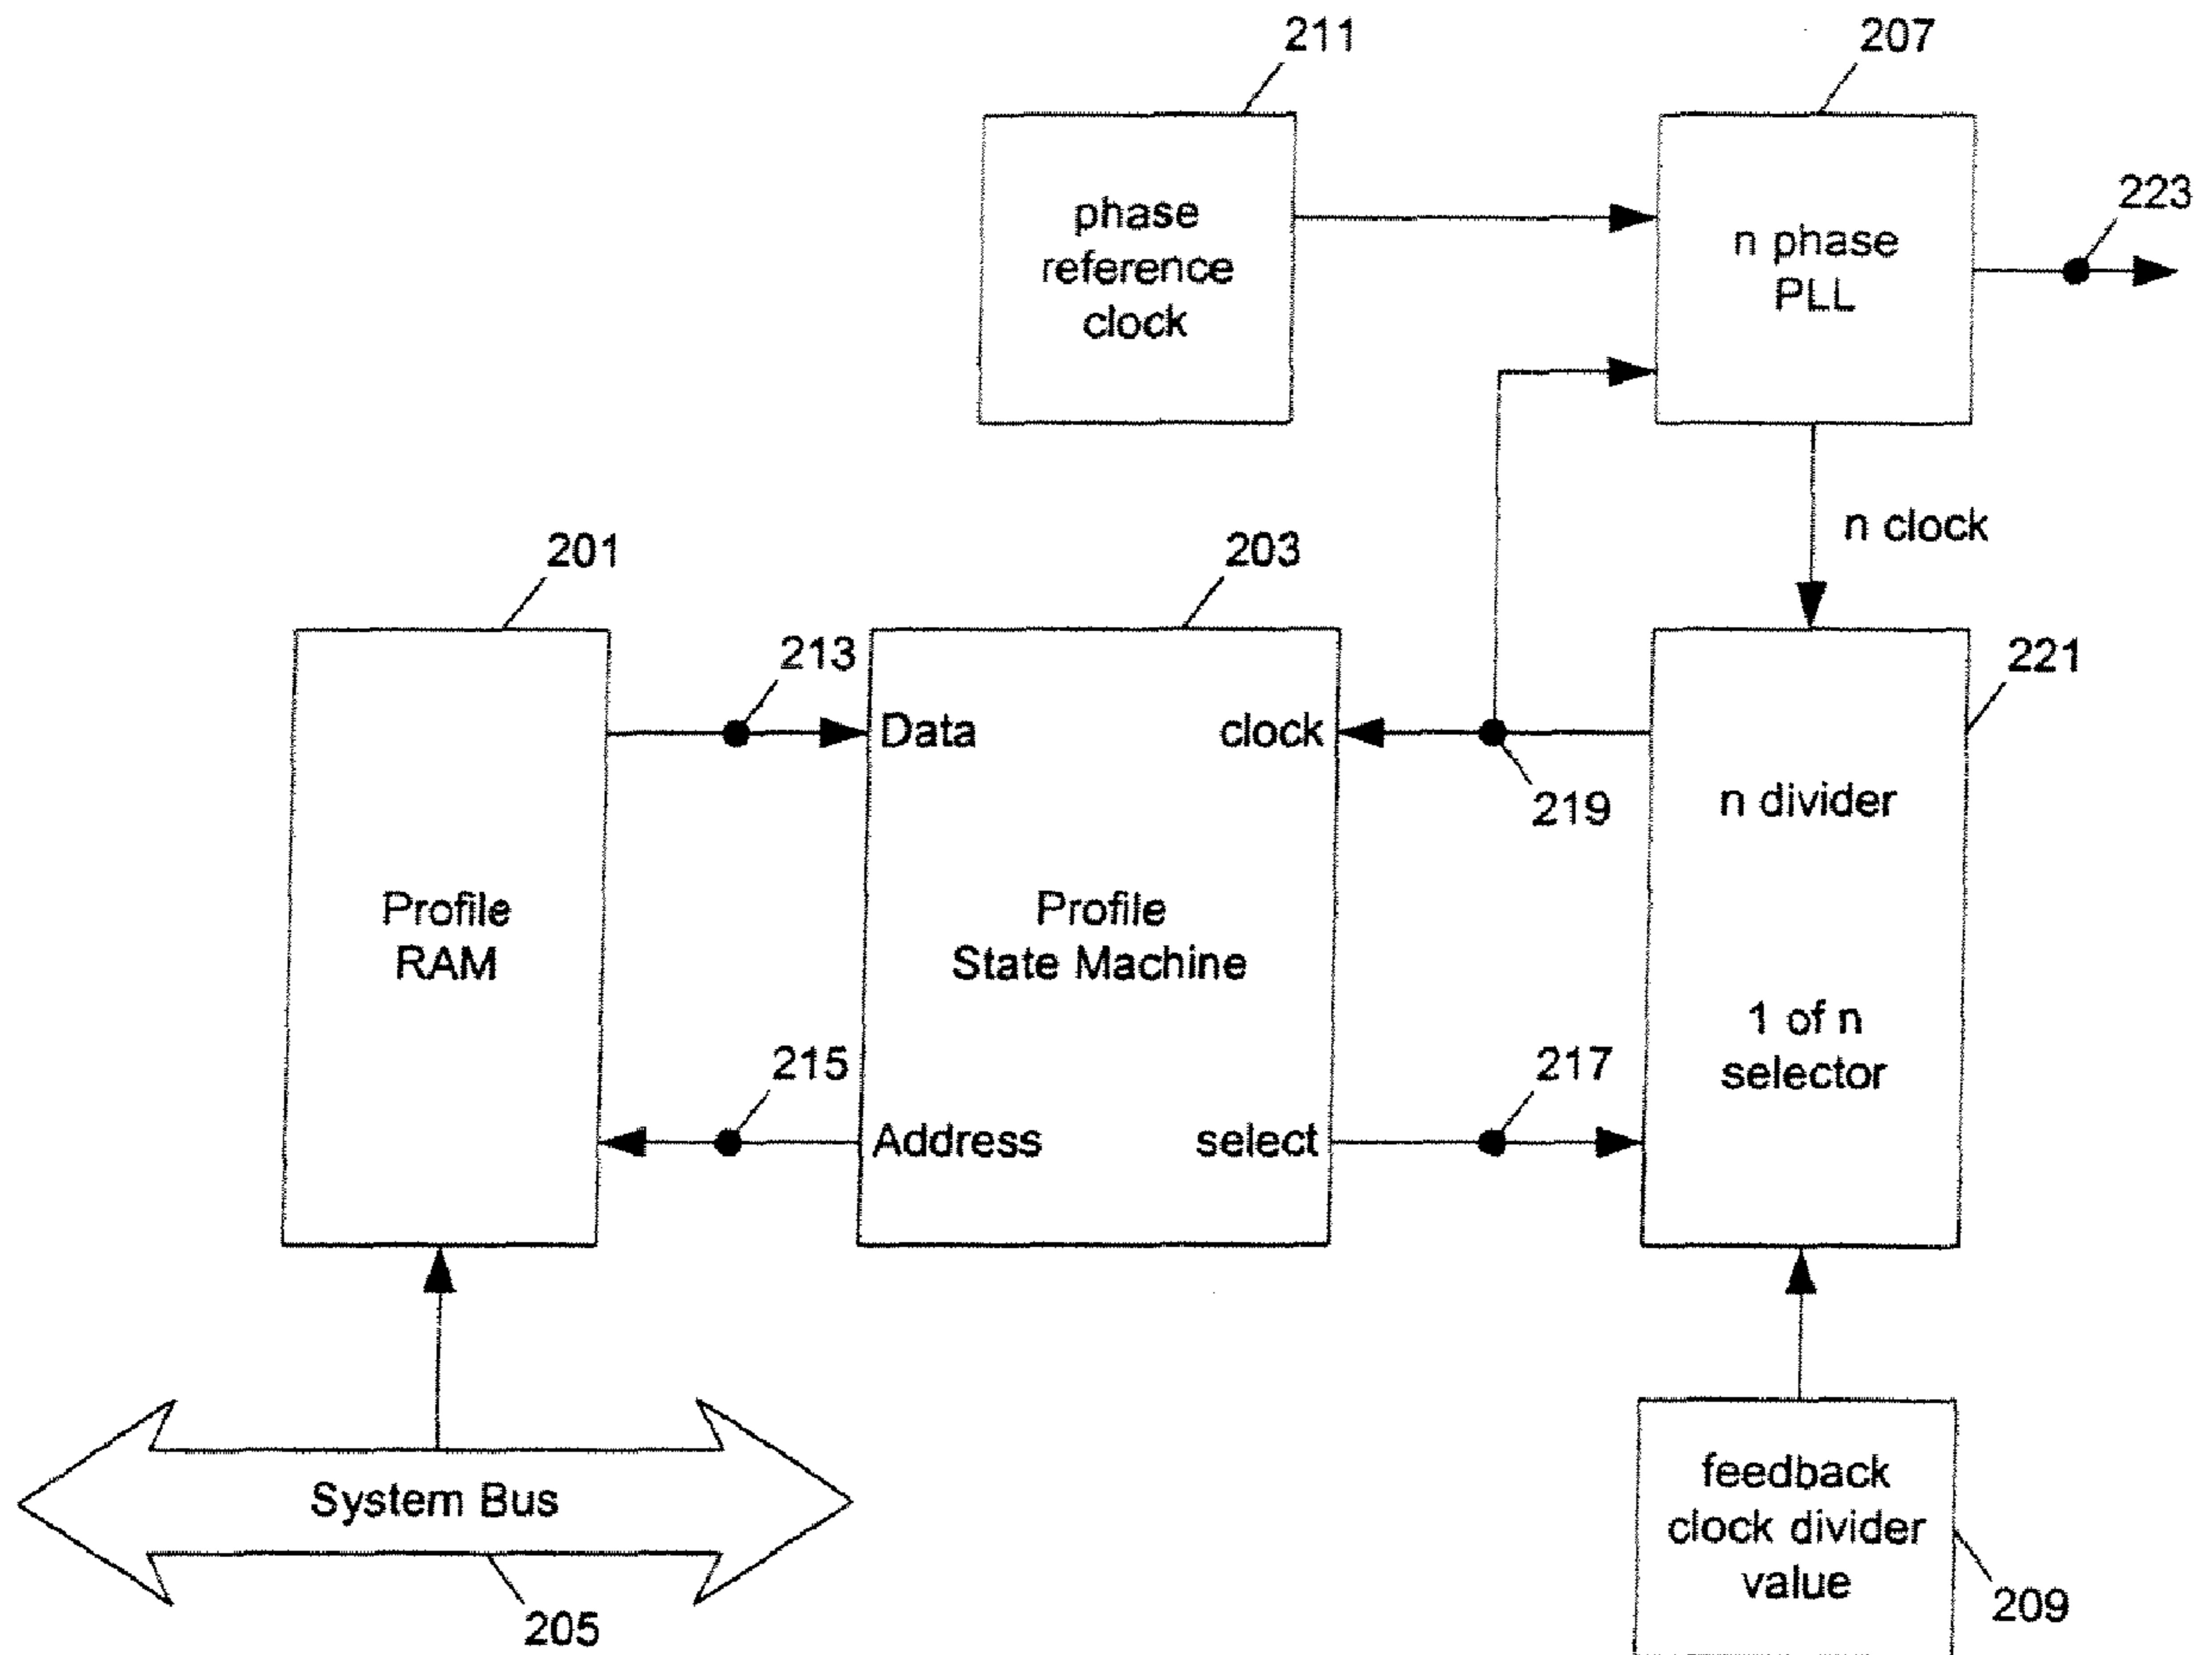 211
207
phase
reference
clock
n phase
PLL
223
n clock
201
203
213
221
Data
clock
219
n divider
Profile
RAM
Profile
State Machine
1 of n
selector
215
217
Address
select
System Bus
205
feedback
clock divider
value
209